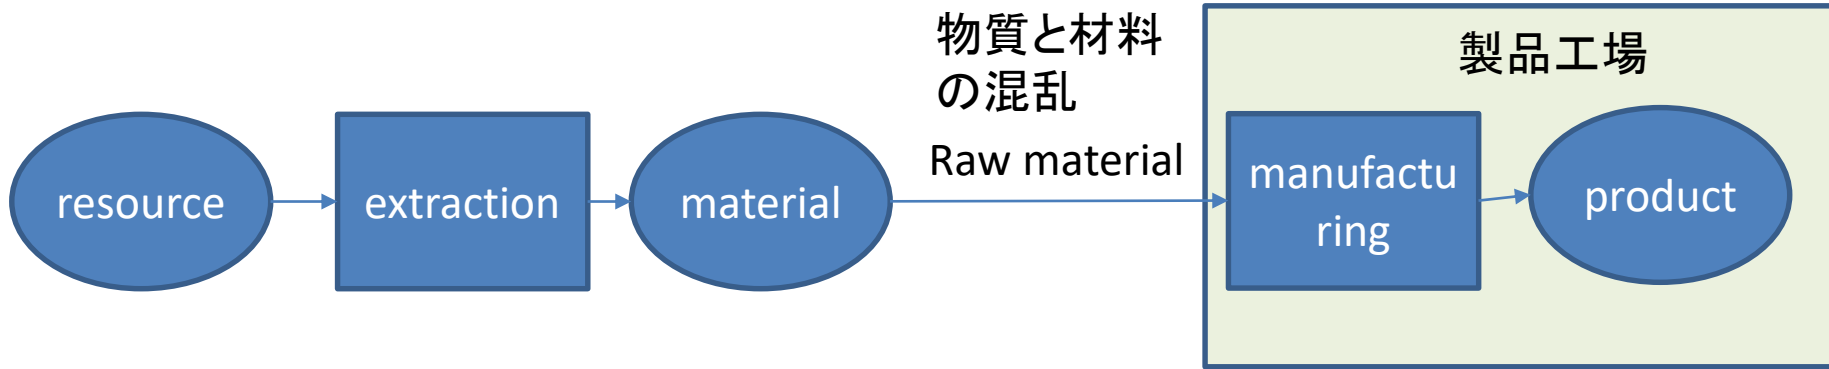 物質と材料
の混乱
製品工場
Raw material
resource
extraction
material
manufactu
ring
product